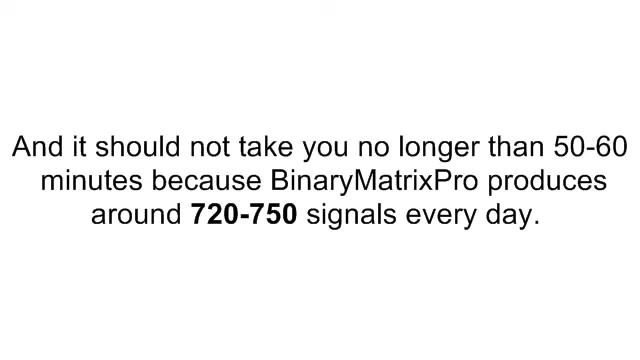 And it should not take you no longer than 50-60
minutes because BinaryMatrixPro produces
around 720-750 signals every day.